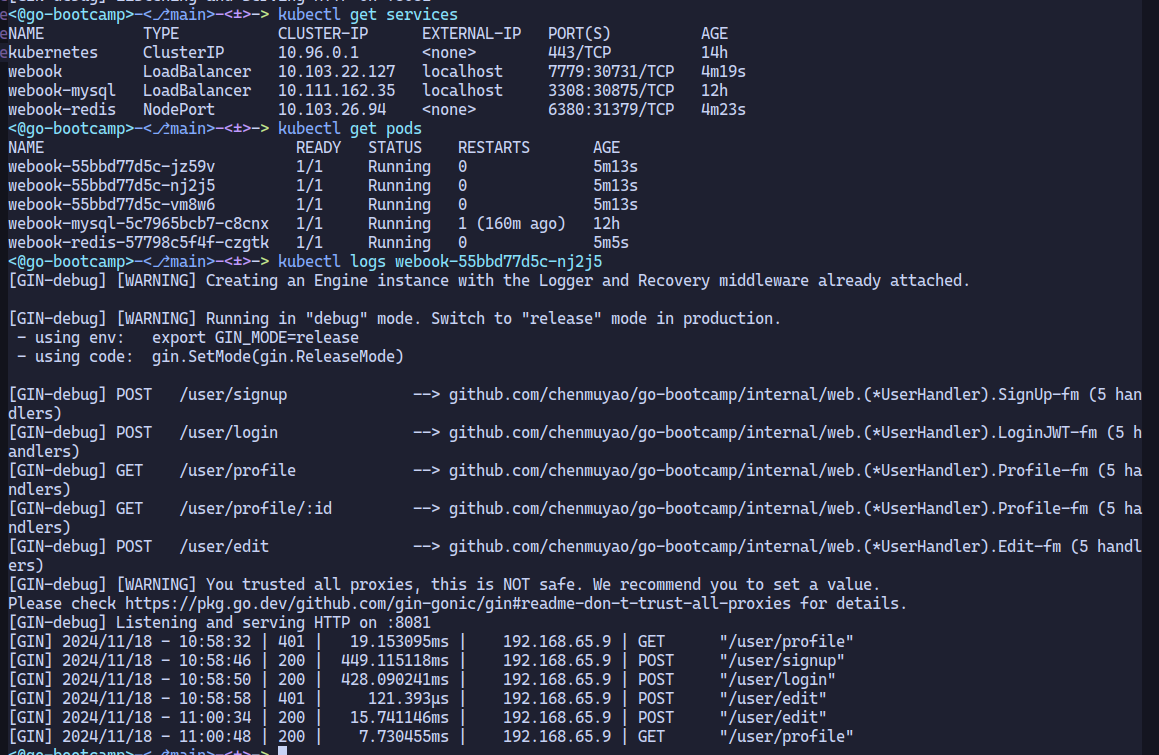 <@go-bootcamp>-<⎇main>-<±>-> kubectl get services
NAME TYPE CLUSTER-IP EXTERNAL-IP PORT(S) AGE
kubernetes ClusterIP 10.96.0.1 <none> 443/TCP 14h
webook LoadBalancer 10.103.22.127 localhost 7779:30731/TCP 4m19s
webook-mysql LoadBalancer 10.111.162.35 localhost 3308:30875/TCP 12h
webook-redis NodePort 10.103.26.94 <none> 6380:31379/TCP 4m23s
<@go-bootcamp>-<⎇main>-<±>-> kubectl get pods
NAME READY STATUS RESTARTS AGE
webook-55bbd77d5c-jz59v 1/1 Running 0 5m13s
webook-55bbd77d5c-nj2j5 1/1 Running 0 5m13s
webook-55bbd77d5c-vm8w6 1/1 Running 0 5m13s
webook-mysql-5c7965bcb7-c8cnx 1/1 Running 1 (160m ago) 12h
webook-redis-57798c5f4f-czgtk 1/1 Running 0 5m5s
<@go-bootcamp>-<⎇main>-<±>-> kubectl logs webook-55bbd77d5c-nj2j5
[GIN-debug] [WARNING] Creating an Engine instance with the Logger and Recovery middleware already attached.
[GIN-debug] [WARNING] Running in "debug" mode. Switch to "release" mode in production.
- using env: export GIN_MODE=release
- using code: gin.SetMode(gin.ReleaseMode)
[GIN-debug] POST /user/signup --> github.com/chenmuyao/go-bootcamp/internal/web.(*UserHandler).SignUp-fm (5 han
dlers)
[GIN-debug] POST /user/login --> github.com/chenmuyao/go-bootcamp/internal/web.(*UserHandler).LoginJWT-fm (5 h
andlers)
[GIN-debug] GET /user/profile --> github.com/chenmuyao/go-bootcamp/internal/web.(*UserHandler).Profile-fm (5 ha
ndlers)
[GIN-debug] GET /user/profile/:id --> github.com/chenmuyao/go-bootcamp/internal/web.(*UserHandler).Profile-fm (5 ha
ndlers)
[GIN-debug] POST /user/edit --> github.com/chenmuyao/go-bootcamp/internal/web.(*UserHandler).Edit-fm (5 handl
ers)
[GIN-debug] [WARNING] You trusted all proxies, this is NOT safe. We recommend you to set a value.
Please check https://pkg.go.dev/github.com/gin-gonic/gin#readme-don-t-trust-all-proxies for details.
[GIN-debug] Listening and serving HTTP on :8081
[GIN] 2024/11/18 - 10:58:32 | 401 | 19.153095ms | 192.168.65.9 | GET "/user/profile"
[GIN] 2024/11/18 - 10:58:46 | 200 | 449.115118ms | 192.168.65.9 | POST "/user/signup"
[GIN] 2024/11/18 - 10:58:50 | 200 | 428.090241ms | 192.168.65.9 | POST "/user/login"
[GIN] 2024/11/18 - 10:58:58 | 401 | 121.393µs | 192.168.65.9 | POST "/user/edit"
[GIN] 2024/11/18 - 11:00:34 | 200 | 15.741146ms | 192.168.65.9 | POST "/user/edit"
[GIN] 2024/11/18 - 11:00:48 | 200 | 7.730455ms | 192.168.65.9 | GET "/user/profile"